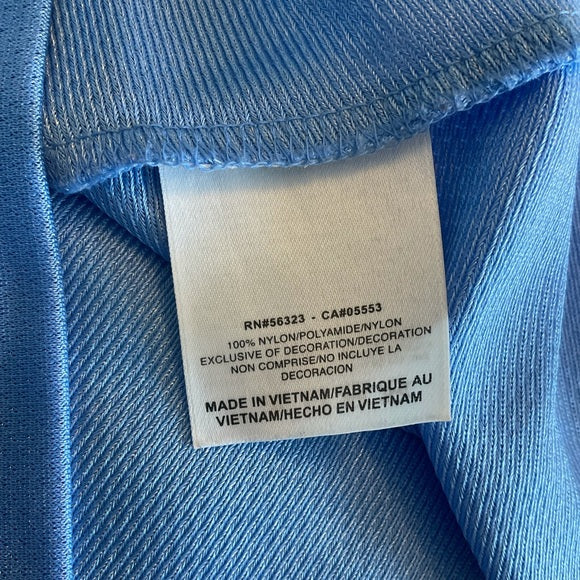 RN#56323 - CA#05553
100% NYLON/POLYAMIDE/NYLON
EXCLUSIVE OF DECORATION/DECORATION
NON COMPRISE/NO INCLUYE LA
DECORACION
MADE IN VIETNAM/FABRIQUE AU
VIETNAM/HECHO EN VIETNAM